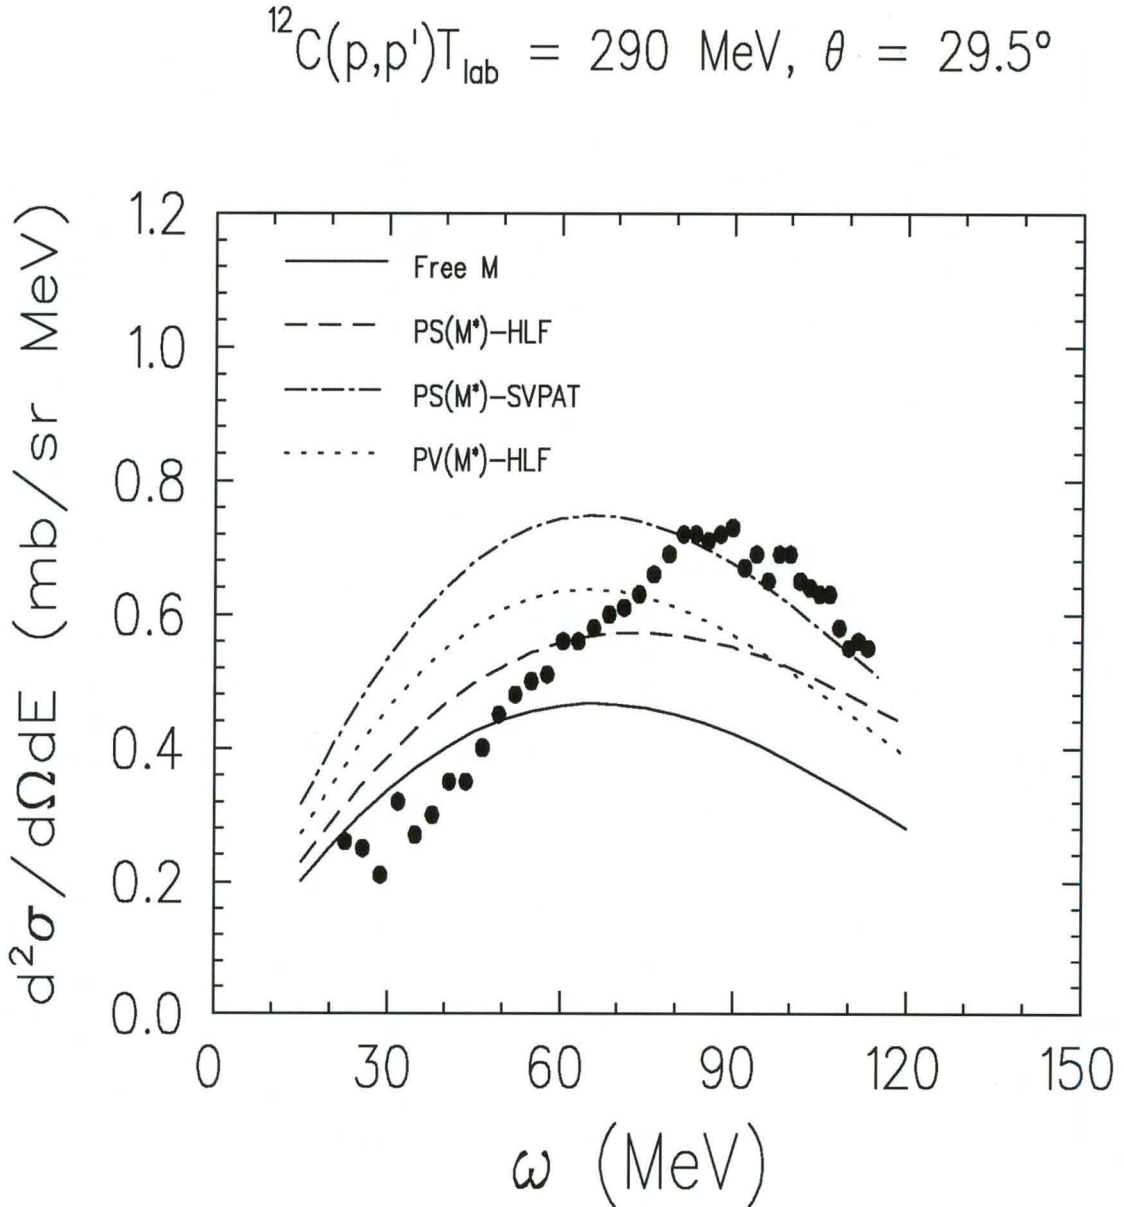 ¹²C(p,p')T_lab = 290 MeV, θ = 29.5°
1.2
1.0
0.8
0.6
0.4
0.2
0.0
d²σ/dΩdE (mb/sr MeV)
Free M
PS(M*)-HLF
PS(M*)-SVPAT
PV(M*)-HLF
0 30 60 90 120 150
ω (MeV)